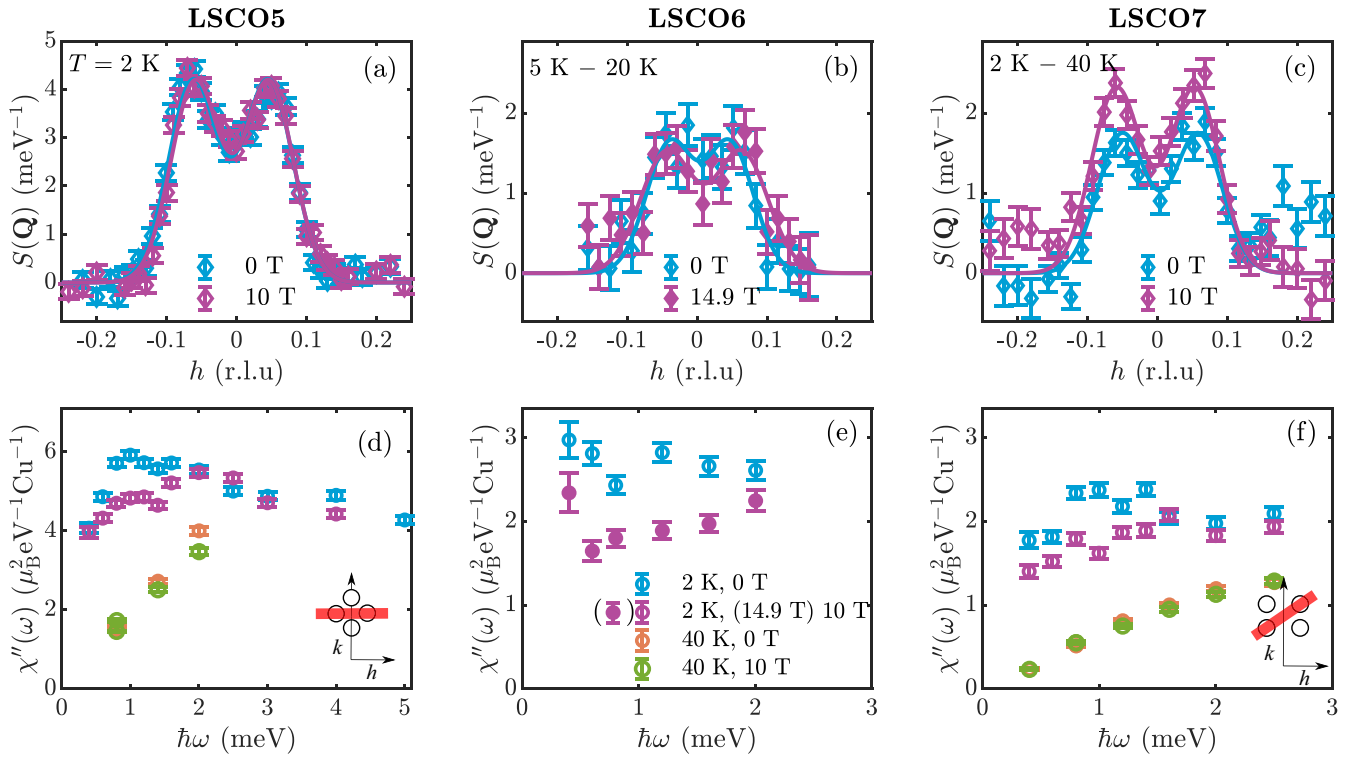 LSCO5
LSCO6
LSCO7
T = 2 K
(a)
5
4
3
2
1
0
S(Q) (meV⁻¹)
0 T
10 T
-0.2 -0.1 0 0.1 0.2
h (r.l.u)
5 K − 20 K
(b)
2
1
0
S(Q) (meV⁻¹)
0 T
14.9 T
-0.2 -0.1 0 0.1 0.2
h (r.l.u)
2 K − 40 K
(c)
2
1
0
S(Q) (meV⁻¹)
0 T
10 T
-0.2 -0.1 0 0.1 0.2
h (r.l.u)
(d)
6
4
2
0
χ′′(ω) (μ_B²eV⁻¹Cu⁻¹)
k
h
0 1 2 3 4 5
ħω (meV)
(e)
3
2
1
0
χ′′(ω) (μ_B²eV⁻¹Cu⁻¹)
2 K, 0 T
( ) 2 K, (14.9 T) 10 T
40 K, 0 T
40 K, 10 T
0 1 2 3
ħω (meV)
(f)
3
2
1
0
χ′′(ω) (μ_B²eV⁻¹Cu⁻¹)
k
h
0 1 2 3
ħω (meV)